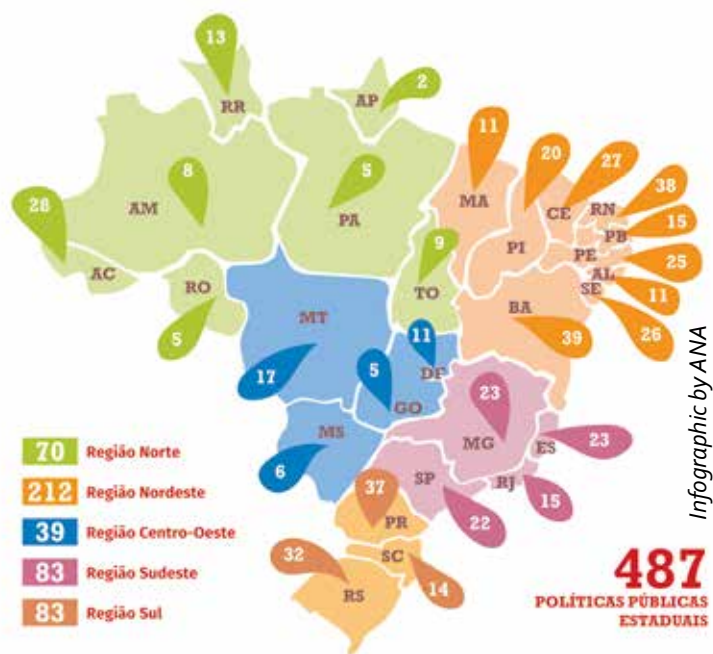 13
RR
AP
2
8
AM
5
PA
28
AC
RO
5
9
TO
11
MA
20
PI
27
CE
38
RN
15
PB
PE
25
AL
11
SE
26
BA
39
MT
17
11
DF
5
GO
MS
6
23
MG
ES
23
SP
22
RJ
15
37
PR
SC
14
32
RS
70 Região Norte
212 Região Nordeste
39 Região Centro-Oeste
83 Região Sudeste
83 Região Sul
487
POLÍTICAS PÚBLICAS
ESTADUAIS
Infographic by ANA